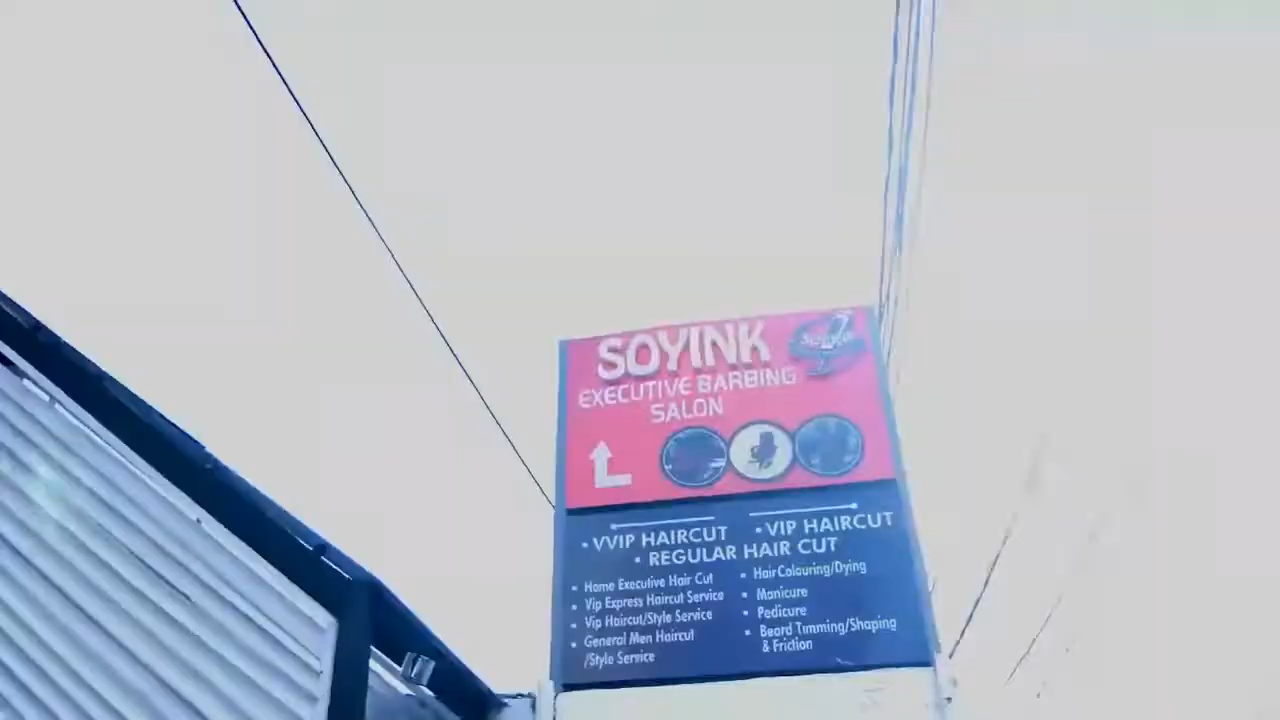 SOYINK
EXECUTIVE BARBING
SALON
• VVIP HAIRCUT
• VIP HAIRCUT
• REGULAR HAIR CUT
• Home Executive Hair Cut
• Vip Express Haircut Service
• Vip Haircut/Style Service
• General Men Haircut
/Style Service
• Hair Colouring/Dying
• Manicure
• Pedicure
• Beard Timming/Shaping
& Friction